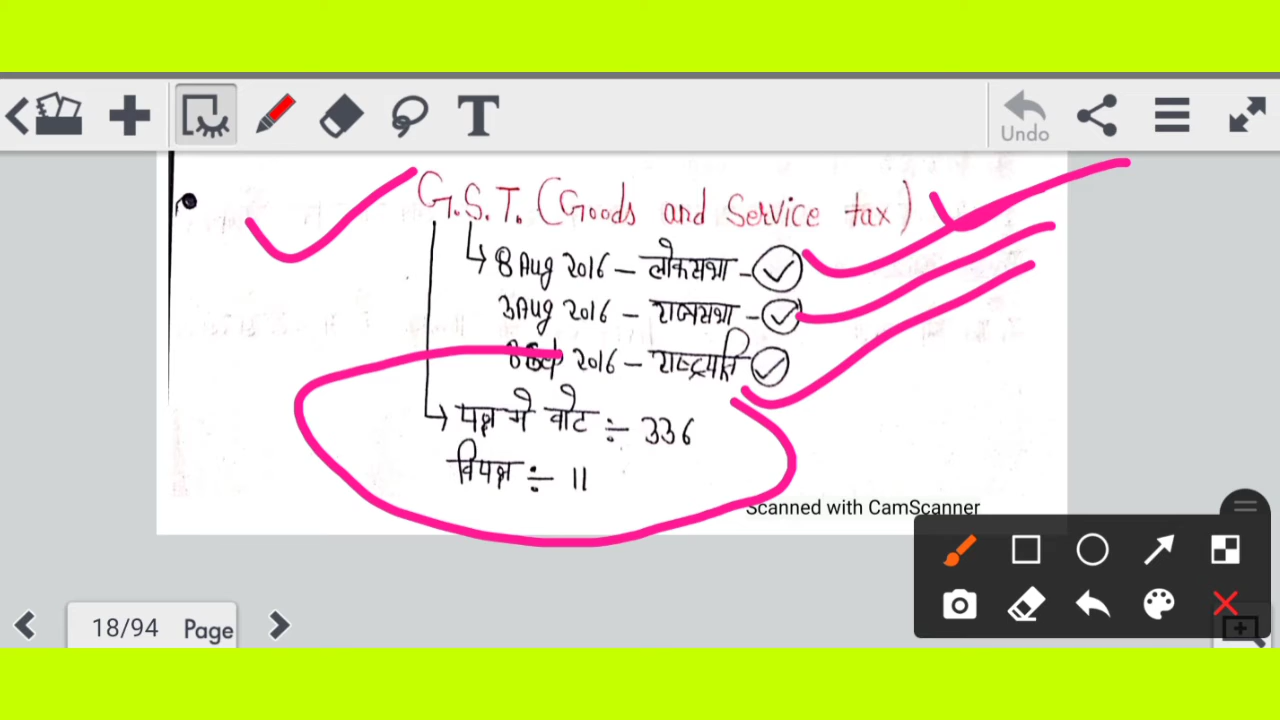 Undo
G.S.T. (Goods and Service tax)
8 Aug 2016 - लोकसभा -
3 Aug 2016 - राज्यसभा -
2016 - राष्ट्रपति
पक्ष मे वोट ÷ 336
विपक्ष ÷ 11
Scanned with CamScanner
18/94 Page